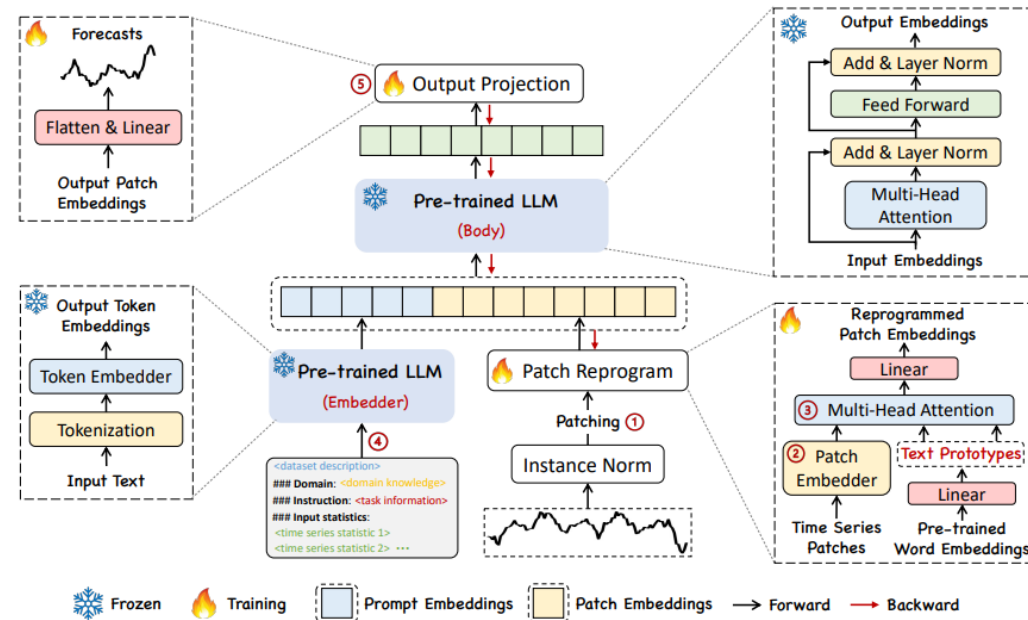 Forecasts
Flatten & Linear
Output Patch
Embeddings
⑤ Output Projection
Pre-trained LLM
(Body)
Output Embeddings
Add & Layer Norm
Feed Forward
Add & Layer Norm
Multi-Head
Attention
Input Embeddings
Output Token
Embeddings
Token Embedder
Tokenization
Input Text
Pre-trained LLM
(Embedder)
④
<dataset description>
### Domain: <domain knowledge>
### Instruction: <task information>
### Input statistics:
<time series statistic 1>
<time series statistic 2> •••
Patch Reprogram
Patching ①
Instance Norm
Reprogrammed
Patch Embeddings
Linear
③ Multi-Head Attention
② Patch
Embedder
Text Prototypes
Linear
Time Series
Patches
Pre-trained
Word Embeddings
Frozen
Training
Prompt Embeddings
Patch Embeddings
Forward
Backward